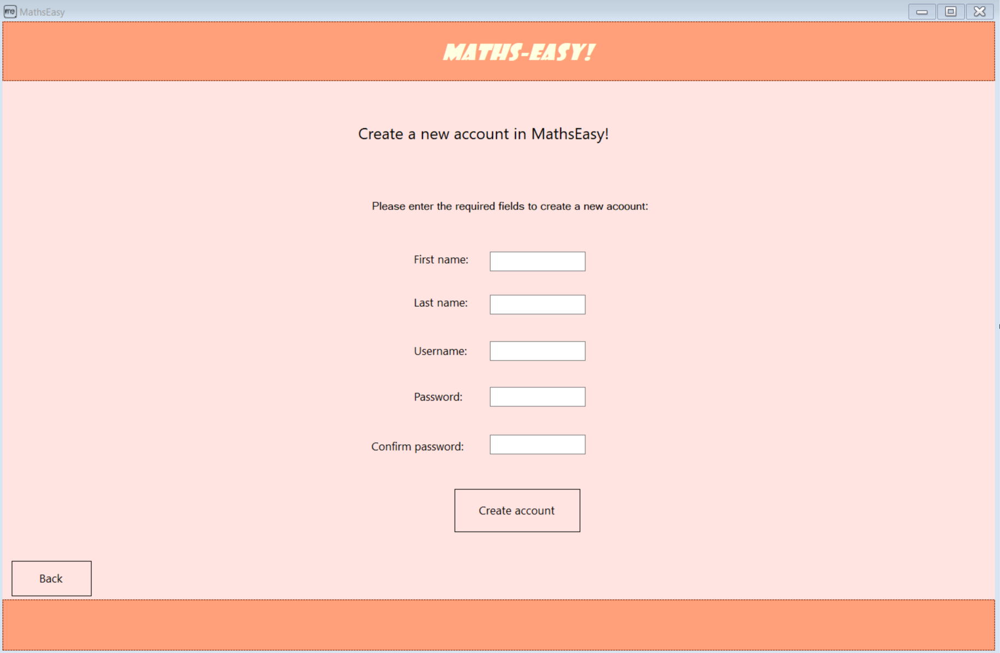 MathsEasy
MATHS-EASY!
Create a new account in MathsEasy!
Please enter the required fields to create a new acoount:
First name:
Last name:
Username:
Password:
Confirm password:
Create account
Back